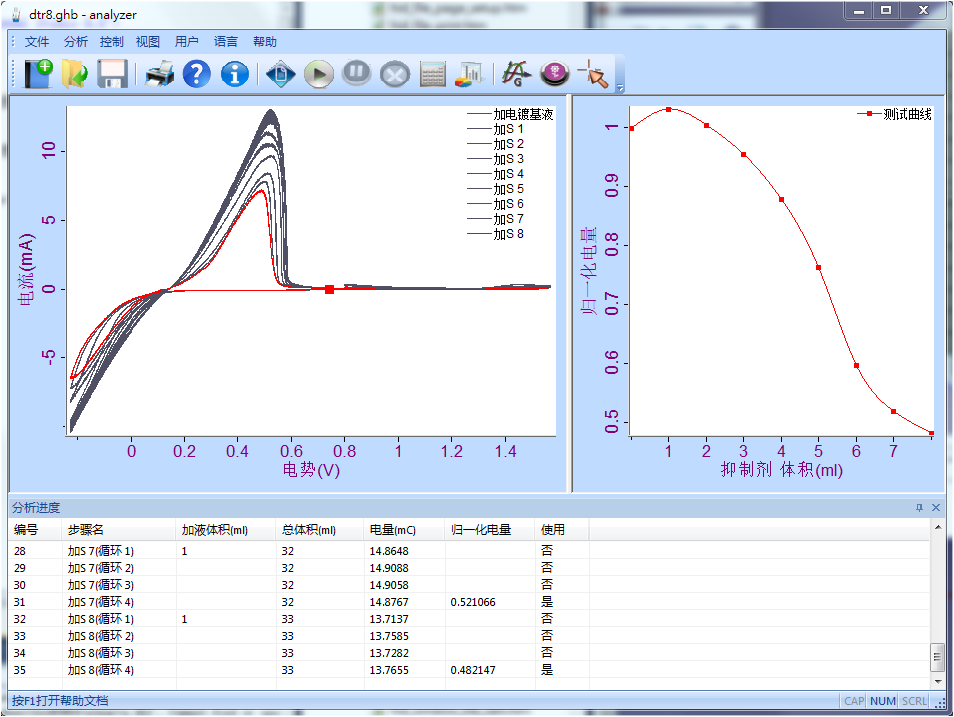 dtr8.ghb - analyzer
文件 分析 控制 视图 用户 语言 帮助
加电镀基液
加S 1
加S 2
加S 3
加S 4
加S 5
加S 6
加S 7
加S 8
10
5
0
-5
电流(mA)
0 0.2 0.4 0.6 0.8 1 1.2 1.4
电势(V)
测试曲线
1
0.9
0.8
0.7
0.6
0.5
归一化电量
1 2 3 4 5 6 7
抑制剂 体积(ml)
分析进度
编号 步骤名 加液体积(ml) 总体积(ml) 电量(mC) 归一化电量 使用
28 加S 7(循环 1) 1 32 14.8648 否
29 加S 7(循环 2) 32 14.9088 否
30 加S 7(循环 3) 32 14.9058 否
31 加S 7(循环 4) 32 14.8767 0.521066 是
32 加S 8(循环 1) 1 33 13.7137 否
33 加S 8(循环 2) 33 13.7585 否
34 加S 8(循环 3) 33 13.7282 否
35 加S 8(循环 4) 33 13.7655 0.482147 是
按F1打开帮助文档 CAP NUM SCRL